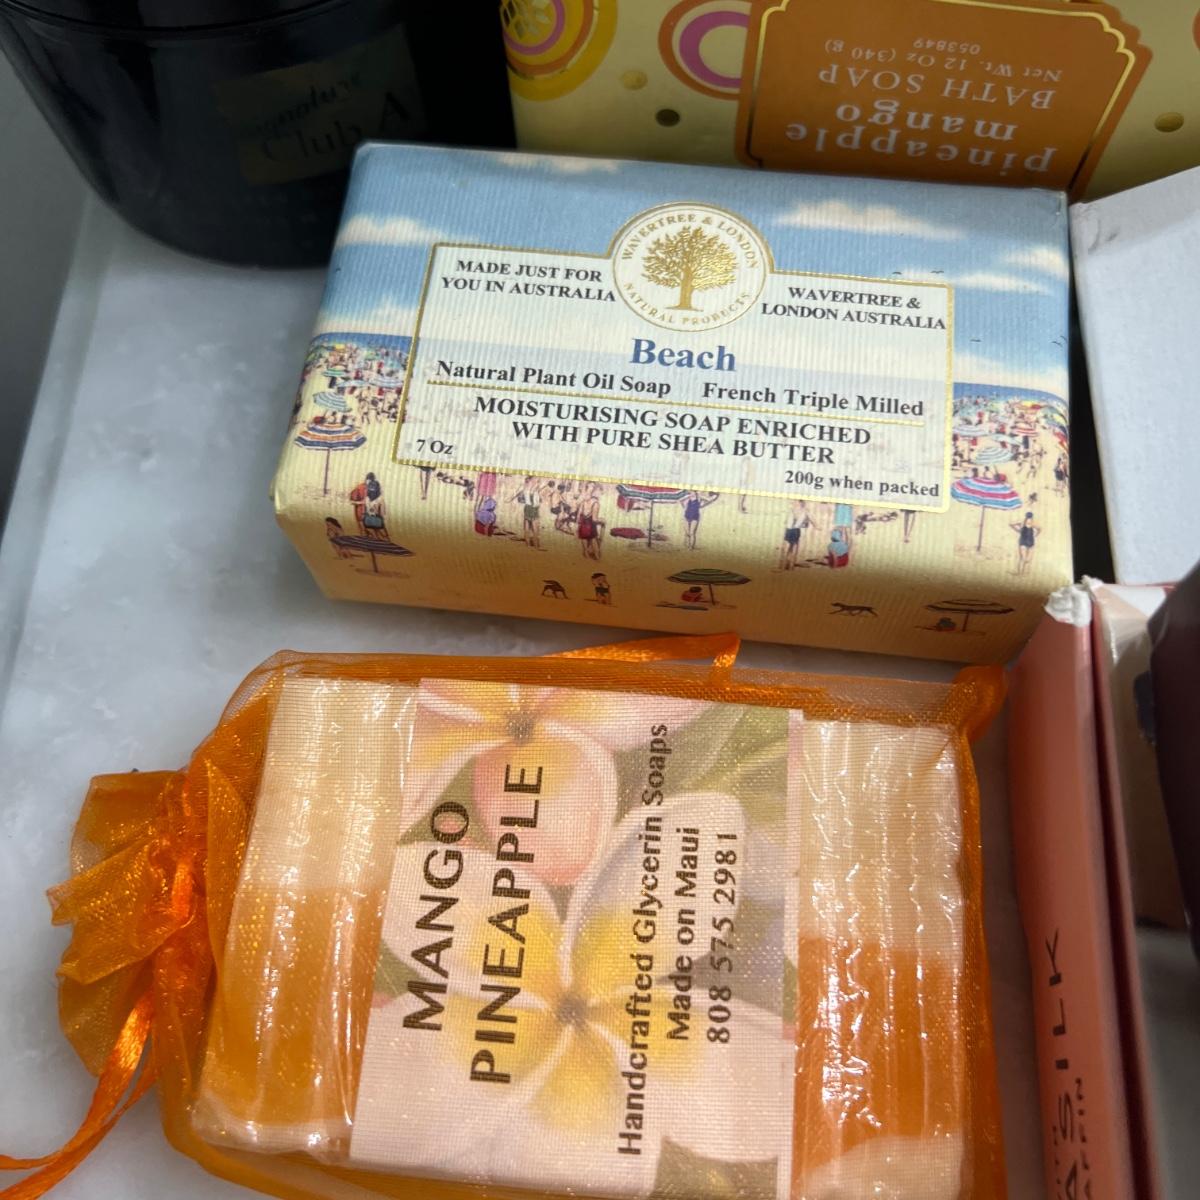 Signature
Club A
pineapple
mango
BATH SOAP
Net Wt. 12 Oz (340 g)
053849
WAVERTREE & LONDON
NATURAL PRODUCTS
MADE JUST FOR
YOU IN AUSTRALIA
WAVERTREE &
LONDON AUSTRALIA
Beach
Natural Plant Oil Soap French Triple Milled
MOISTURISING SOAP ENRICHED
WITH PURE SHEA BUTTER
7 Oz
200g when packed
MANGO
PINEAPPLE
Handcrafted Glycerin Soaps
Made on Maui
808 575 2981